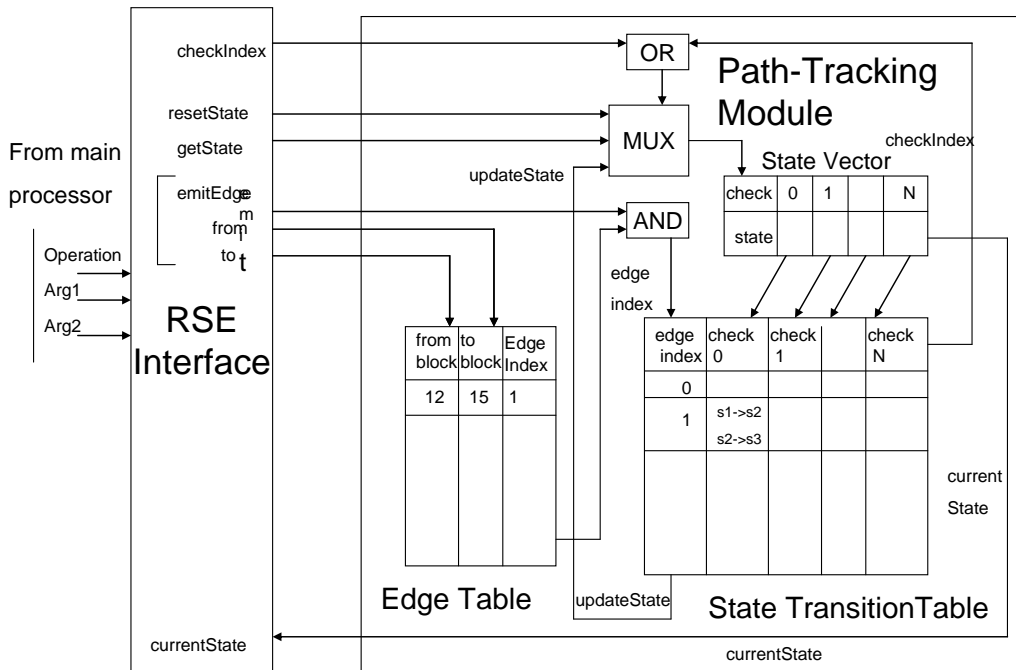 From main
processor
Operation
Arg1
Arg2
checkIndex
resetState
getState
emitEdge
from
to
emit
RSE
Interface
currentState
OR
MUX
updateState
AND
edge
index
Path-Tracking
Module
checkIndex
State Vector
check 0 1 N
state
from to Edge
block block Index
12 15 1
Edge Table
edge check check check
index 0 1 N
0
1 s1->s2
s2->s3
State TransitionTable
updateState
current
State
currentState